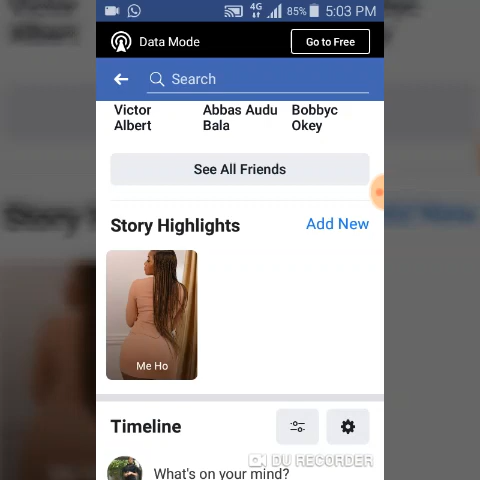 4G 85% 5:03 PM
Data Mode
Go to Free
Search
Victor Albert
Abbas Audu Bala
Bobbyc Okey
See All Friends
Story Highlights
Add New
Me Ho
Timeline
What's on your mind?
DU RECORDER